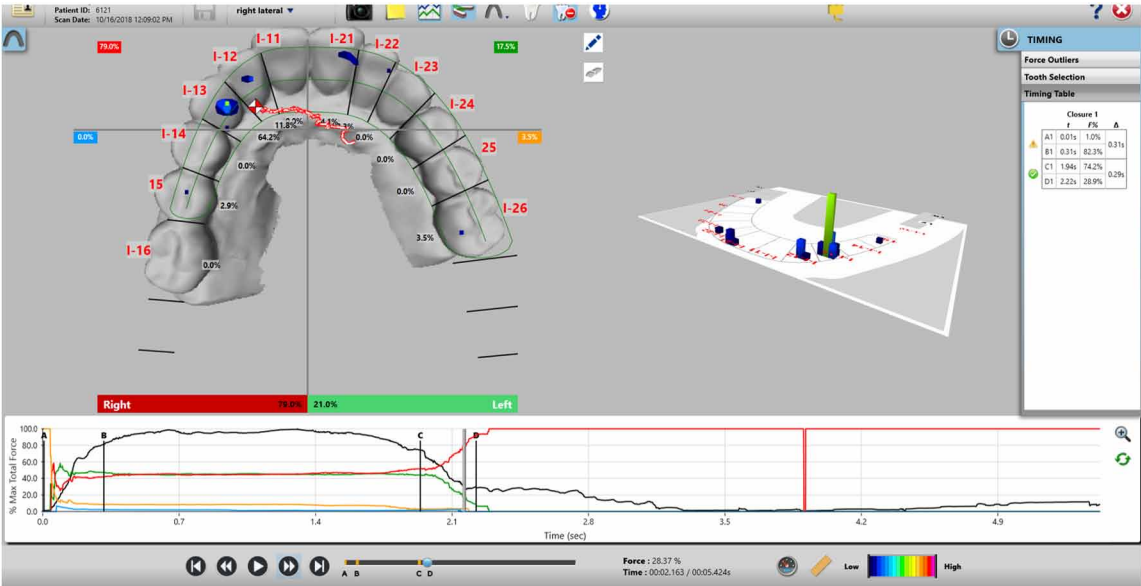 Patient ID: 6121
Scan Date: 10/16/2018 12:09:02 PM
right lateral
?
TIMING
Force Outliers
Tooth Selection
Timing Table
Closure 1
t F% Δ
A1 0.01s 1.0%
0.31s
B1 0.31s 82.3%
C1 1.94s 74.2%
0.29s
D1 2.22s 28.9%
79.0%
17.5%
0.0%
3.5%
I-11
I-21
I-12
I-22
I-13
I-23
I-14
I-24
15
25
I-16
I-26
11.8%
64.2%
0.0%
0.0%
0.0%
0.0%
2.9%
3.5%
0.0%
Right 79.0% 21.0% Left
% Max Total Force
100.0
80.0
60.0
40.0
20.0
0.0
A B C D
0.0 0.7 1.4 2.1 2.8 3.5 4.2 4.9
Time (sec)
A B C D
Force : 28.37 %
Time : 00:02.163 / 00:05.424s
Low High